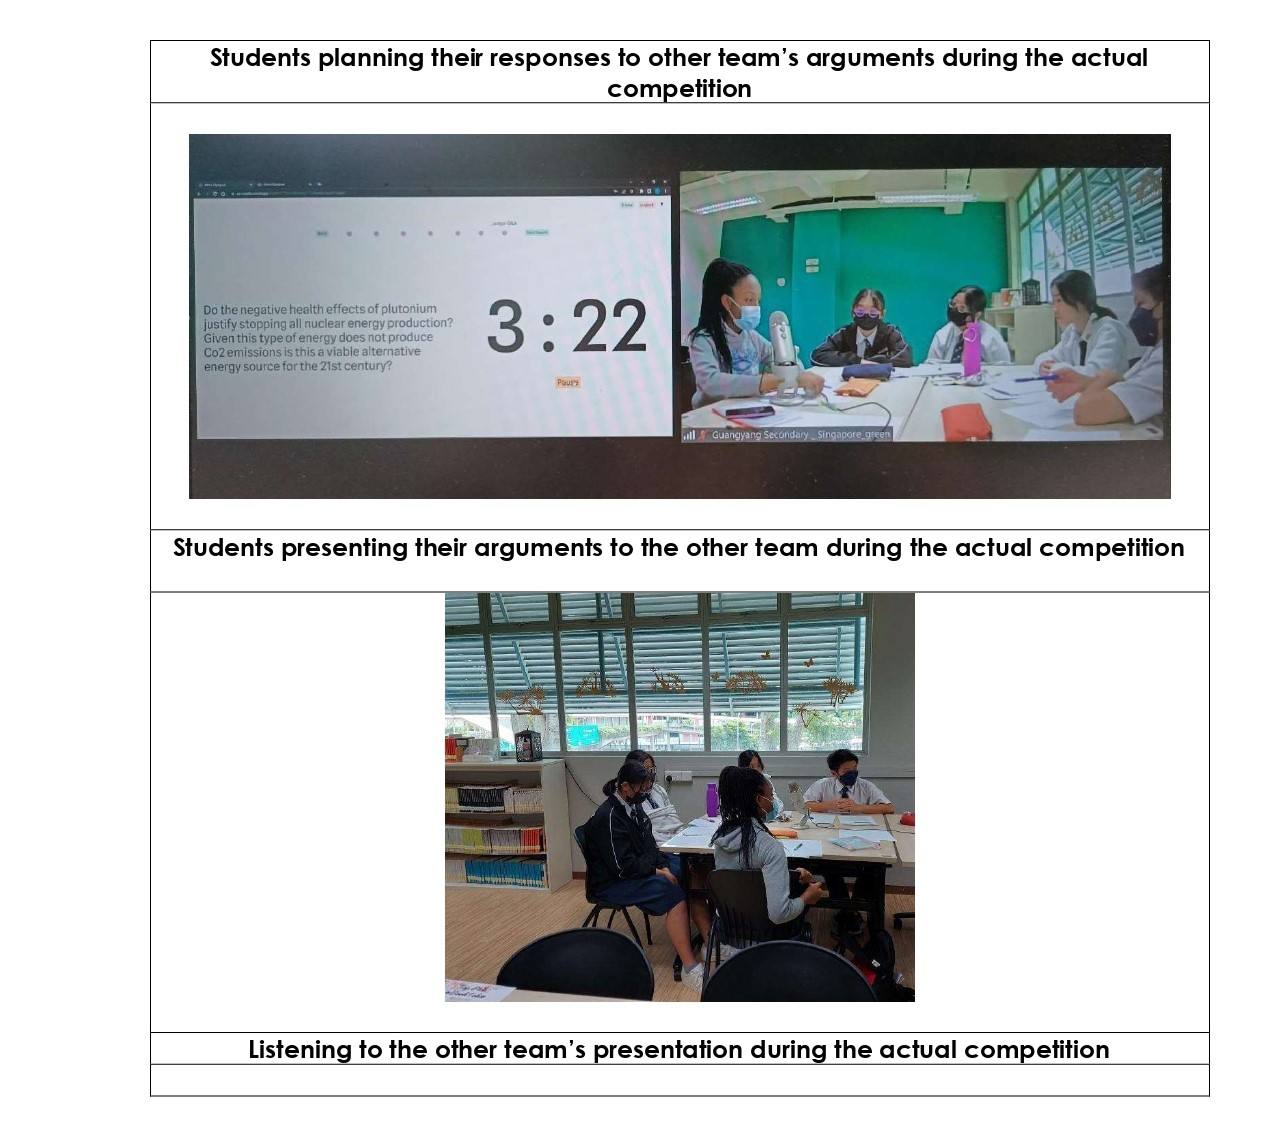 Students planning their responses to other team's arguments during the actual
competition
Do the negative health effects of plutonium
justify stopping all nuclear energy production?
Given this type of energy does not produce
Co2 emissions is this a viable alternative
energy source for the 21st century?
3 : 22
Pause
Guangyang Secondary _ Singapore_green
Students presenting their arguments to the other team during the actual competition
Listening to the other team's presentation during the actual competition